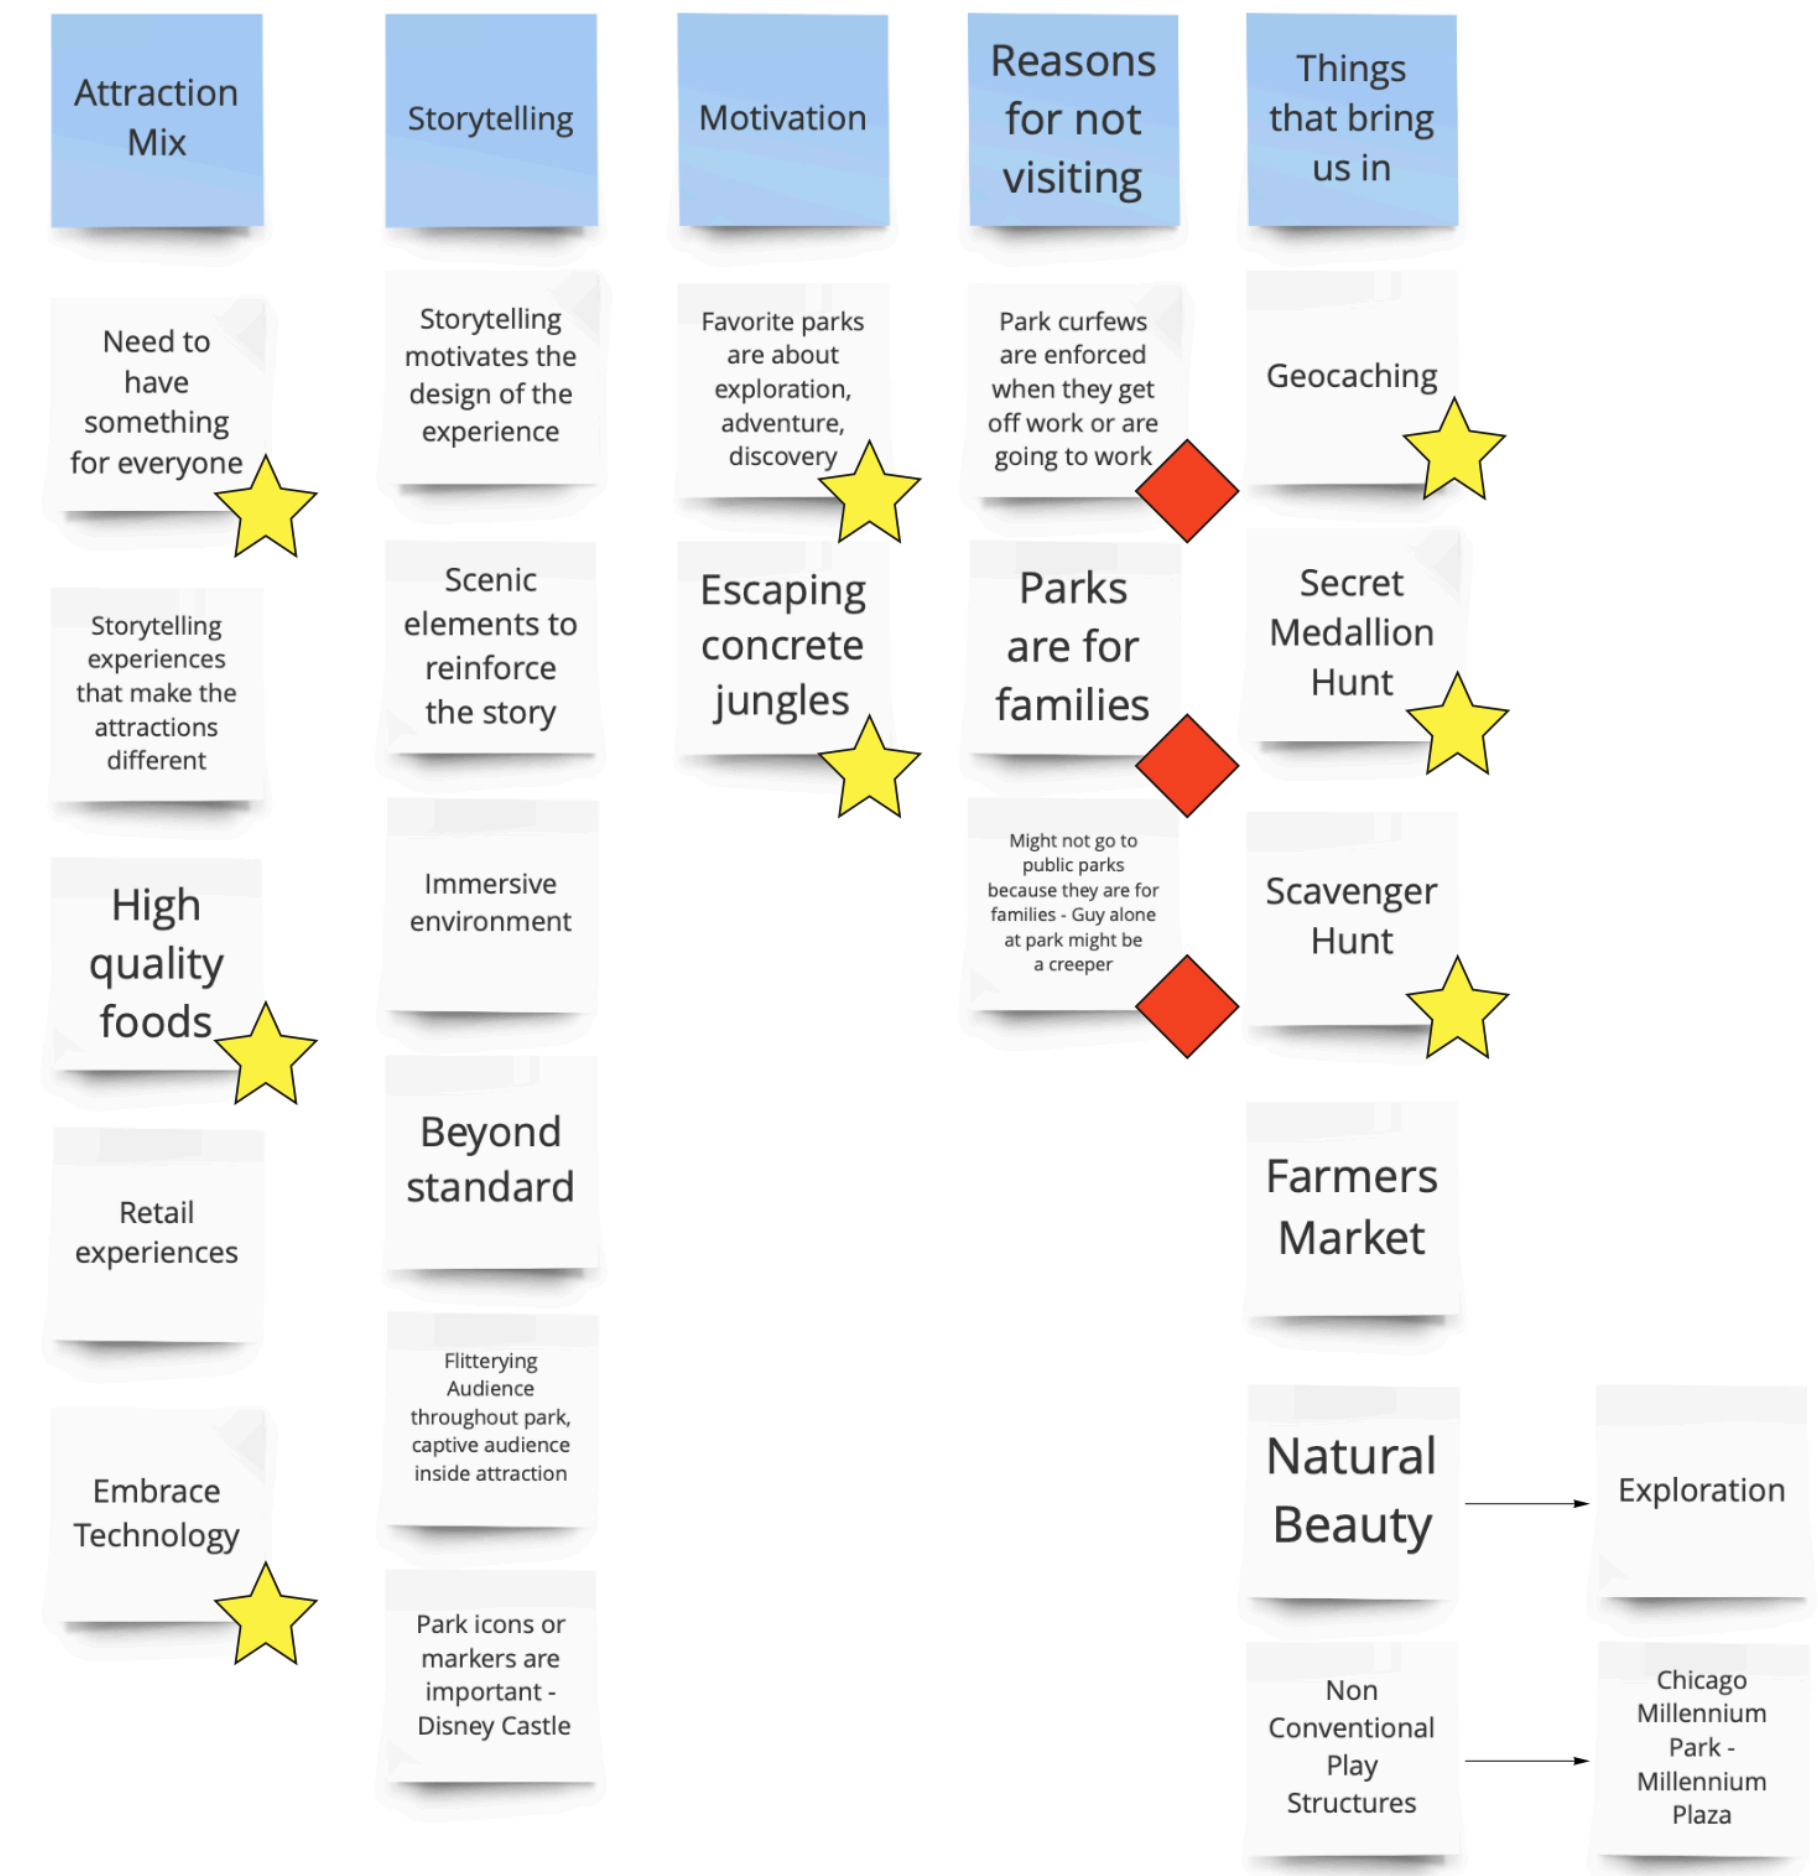 Attraction
Mix
Need to
have
something
for everyone
Storytelling
experiences
that make the
attractions
different
High
quality
foods
Retail
experiences
Embrace
Technology
Storytelling
Storytelling
motivates the
design of the
experience
Scenic
elements to
reinforce
the story
Immersive
environment
Beyond
standard
Flitterying
Audience
throughout park,
captive audience
inside attraction
Park icons or
markers are
important -
Disney Castle
Motivation
Favorite parks
are about
exploration,
adventure,
discovery
Escaping
concrete
jungles
Reasons
for not
visiting
Park curfews
are enforced
when they get
off work or are
going to work
Parks
are for
families
Might not go to
public parks
because they are for
families - Guy alone
at park might be
a creeper
Things
that bring
us in
Geocaching
Secret
Medallion
Hunt
Scavenger
Hunt
Farmers
Market
Natural
Beauty
Exploration
Non
Conventional
Play
Structures
Chicago
Millennium
Park -
Millennium
Plaza